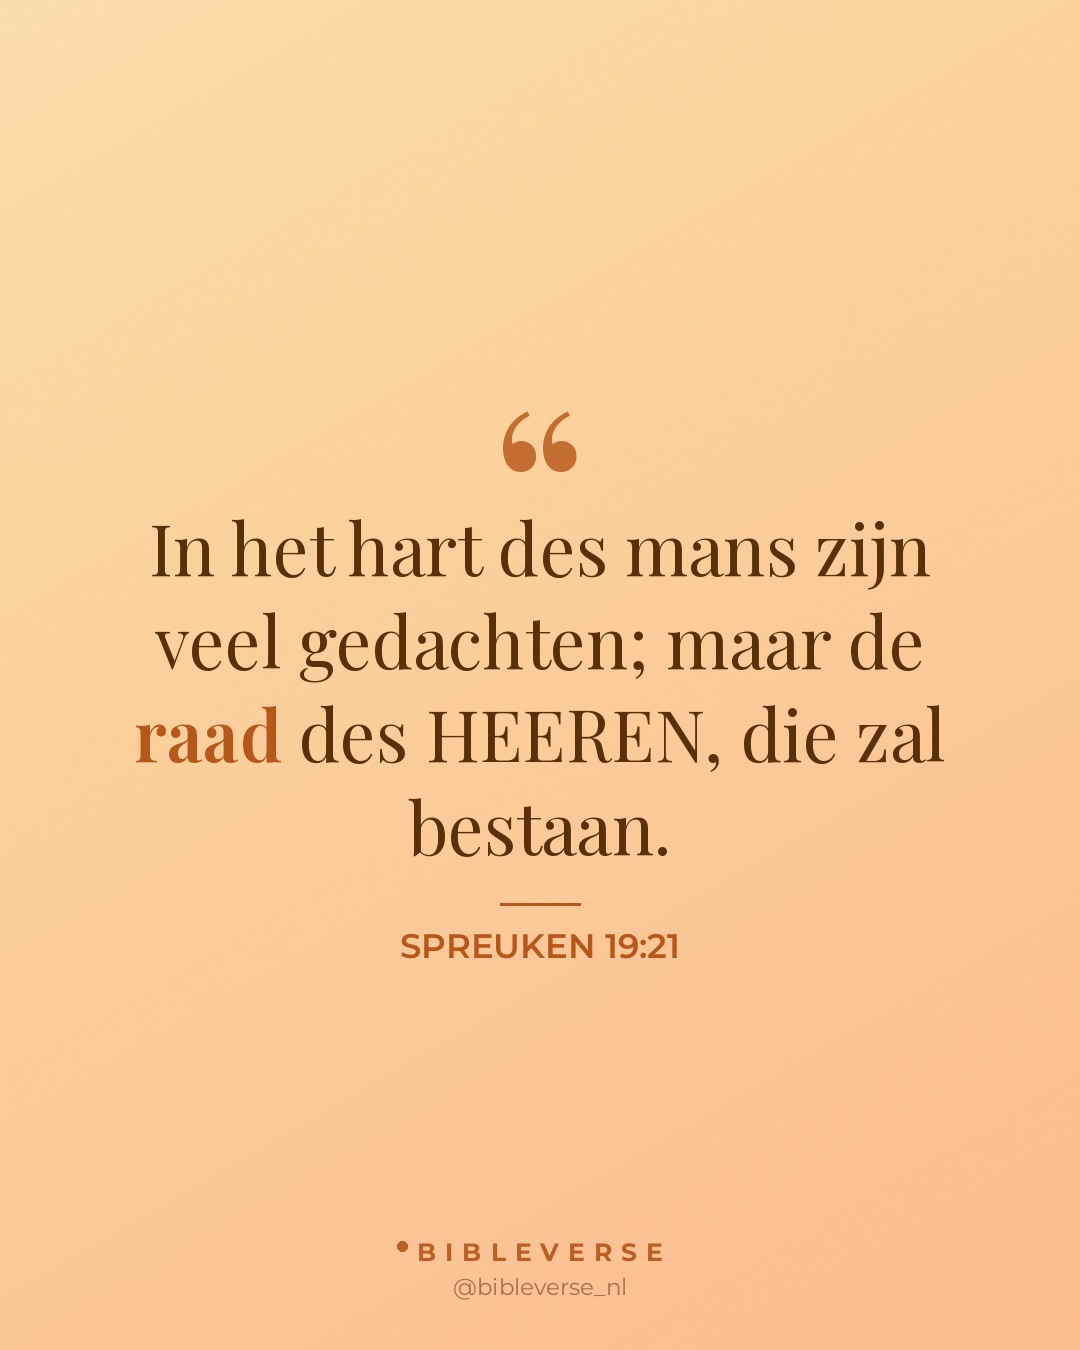 “
In het hart des mans zijn
veel gedachten; maar de
raad des HEEREN, die zal
bestaan.
SPREUKEN 19:21
BIBLEVERSE
@bibleverse_nl